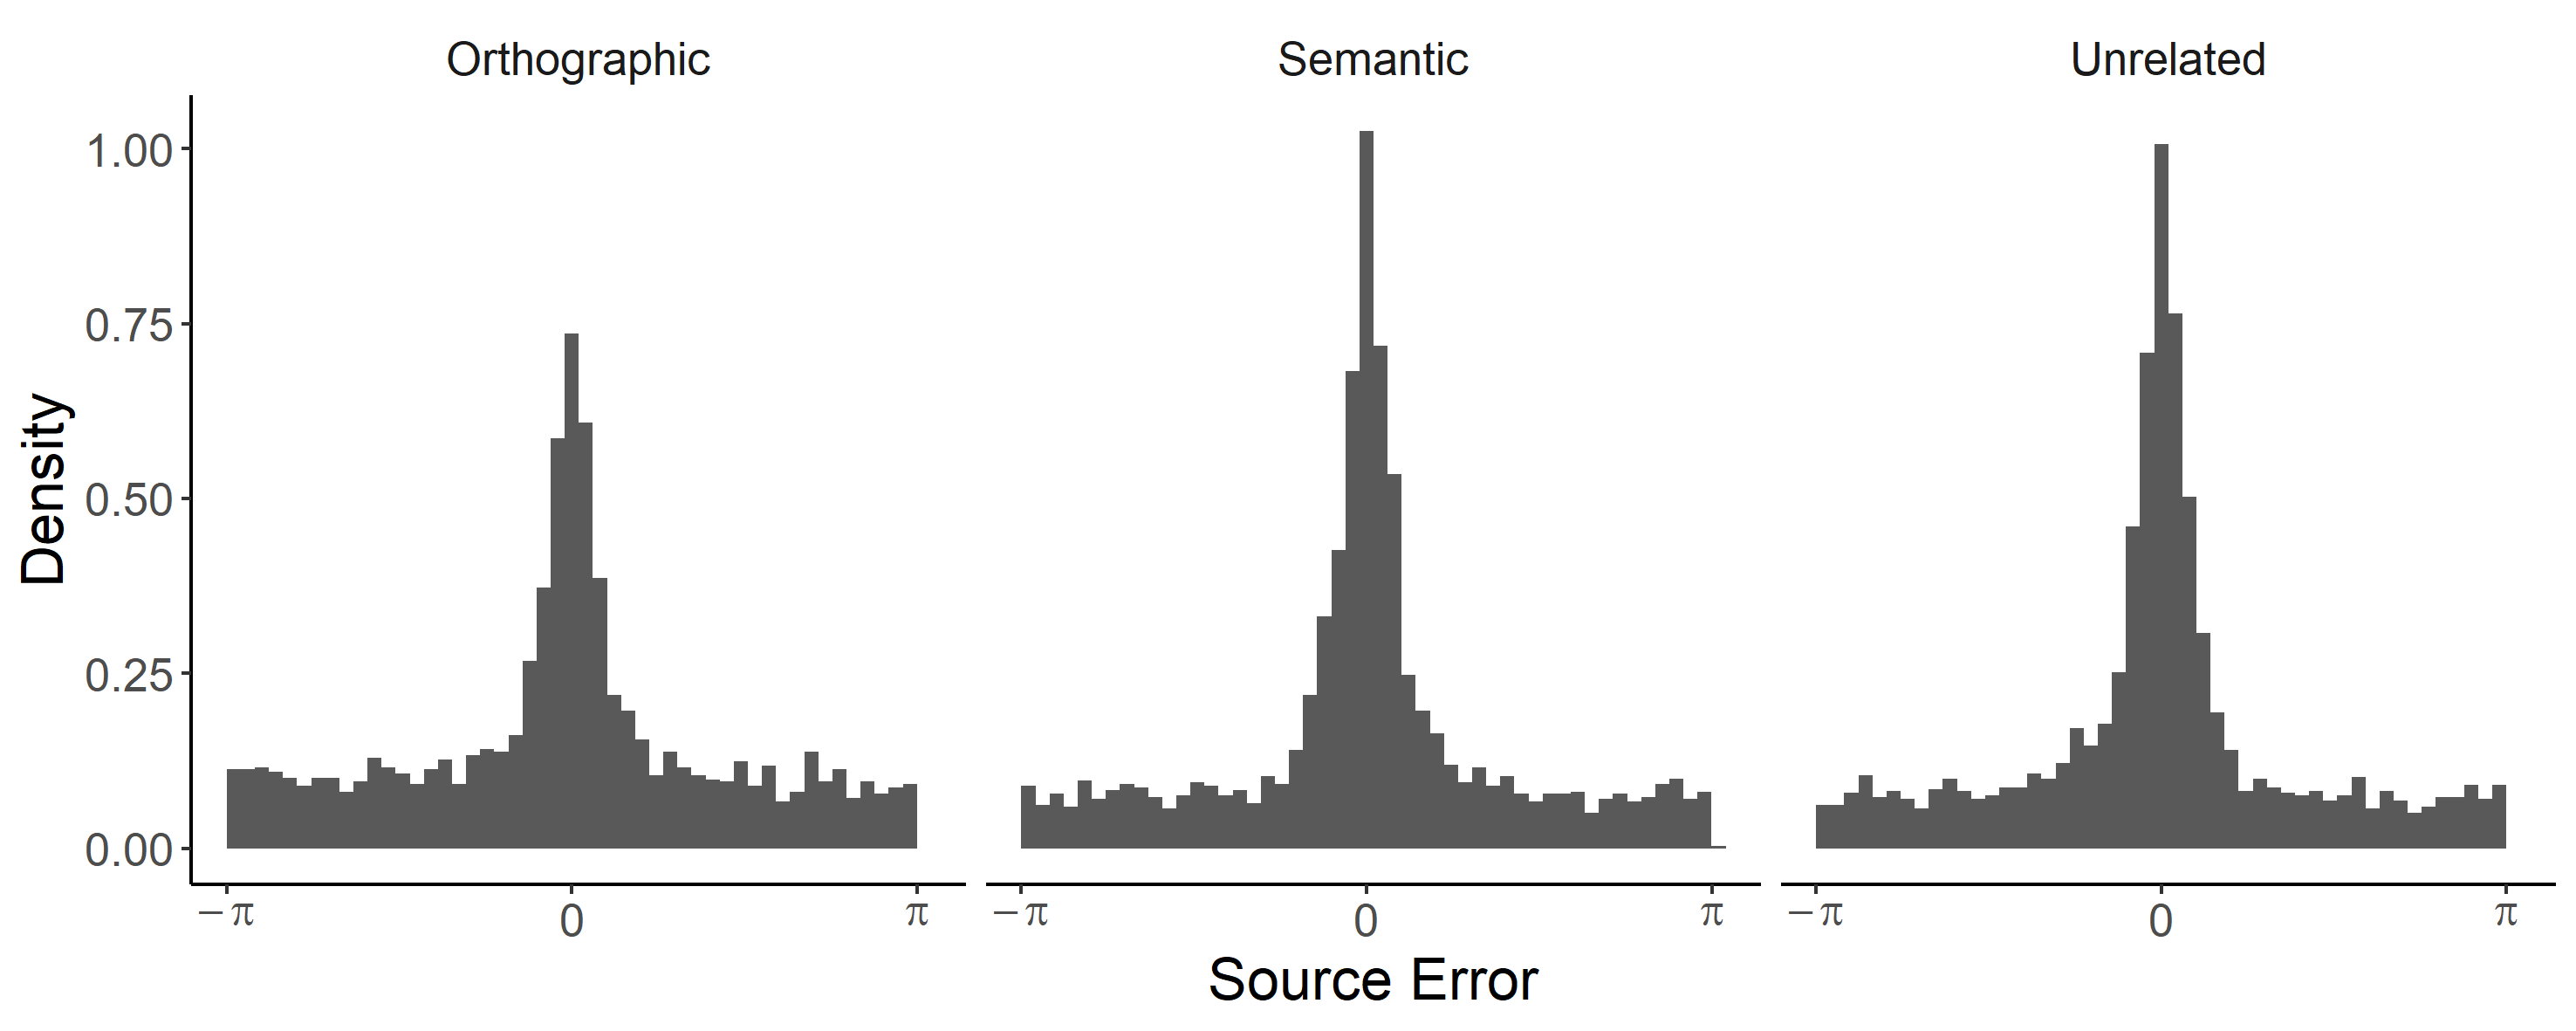 Orthographic Semantic Unrelated
Density
1.00
0.75
0.50
0.25
0.00
−π 0 π −π 0 π −π 0 π
Source Error